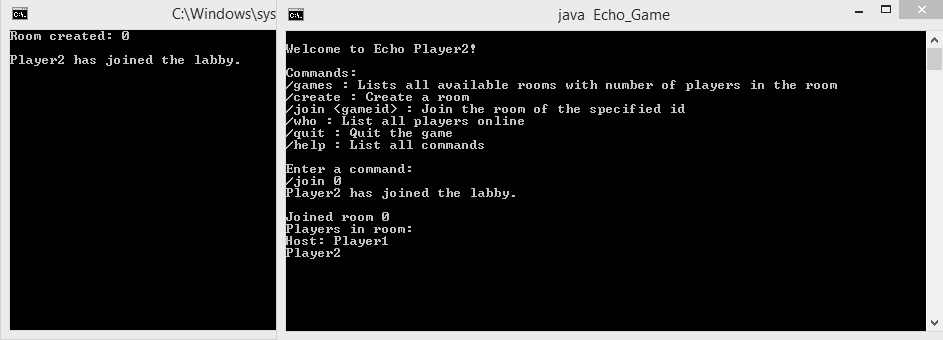 C:\Windows\sys
Room created: 0
Player2 has joined the labby.
java Echo_Game
Welcome to Echo Player2!
Commands:
/games : Lists all available rooms with number of players in the room
/create : Create a room
/join <gameid> : Join the room of the specified id
/who : List all players online
/quit : Quit the game
/help : List all commands
Enter a command:
/join 0
Player2 has joined the labby.
Joined room 0
Players in room:
Host: Player1
Player2